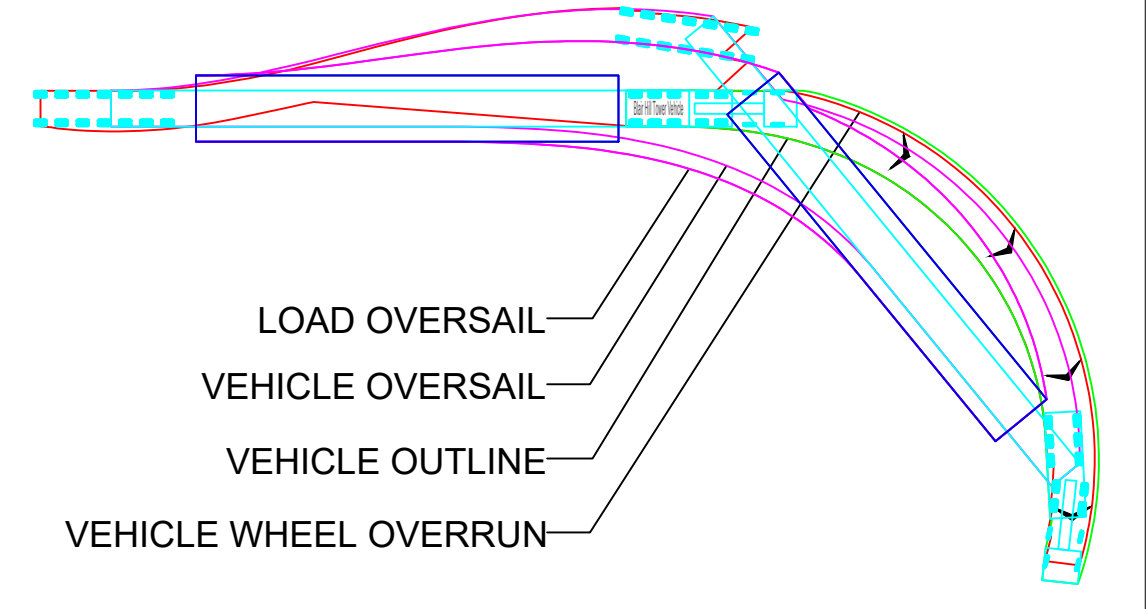 Blair Hill Tower Vehicle
LOAD OVERSAIL
VEHICLE OVERSAIL
VEHICLE OUTLINE
VEHICLE WHEEL OVERRUN